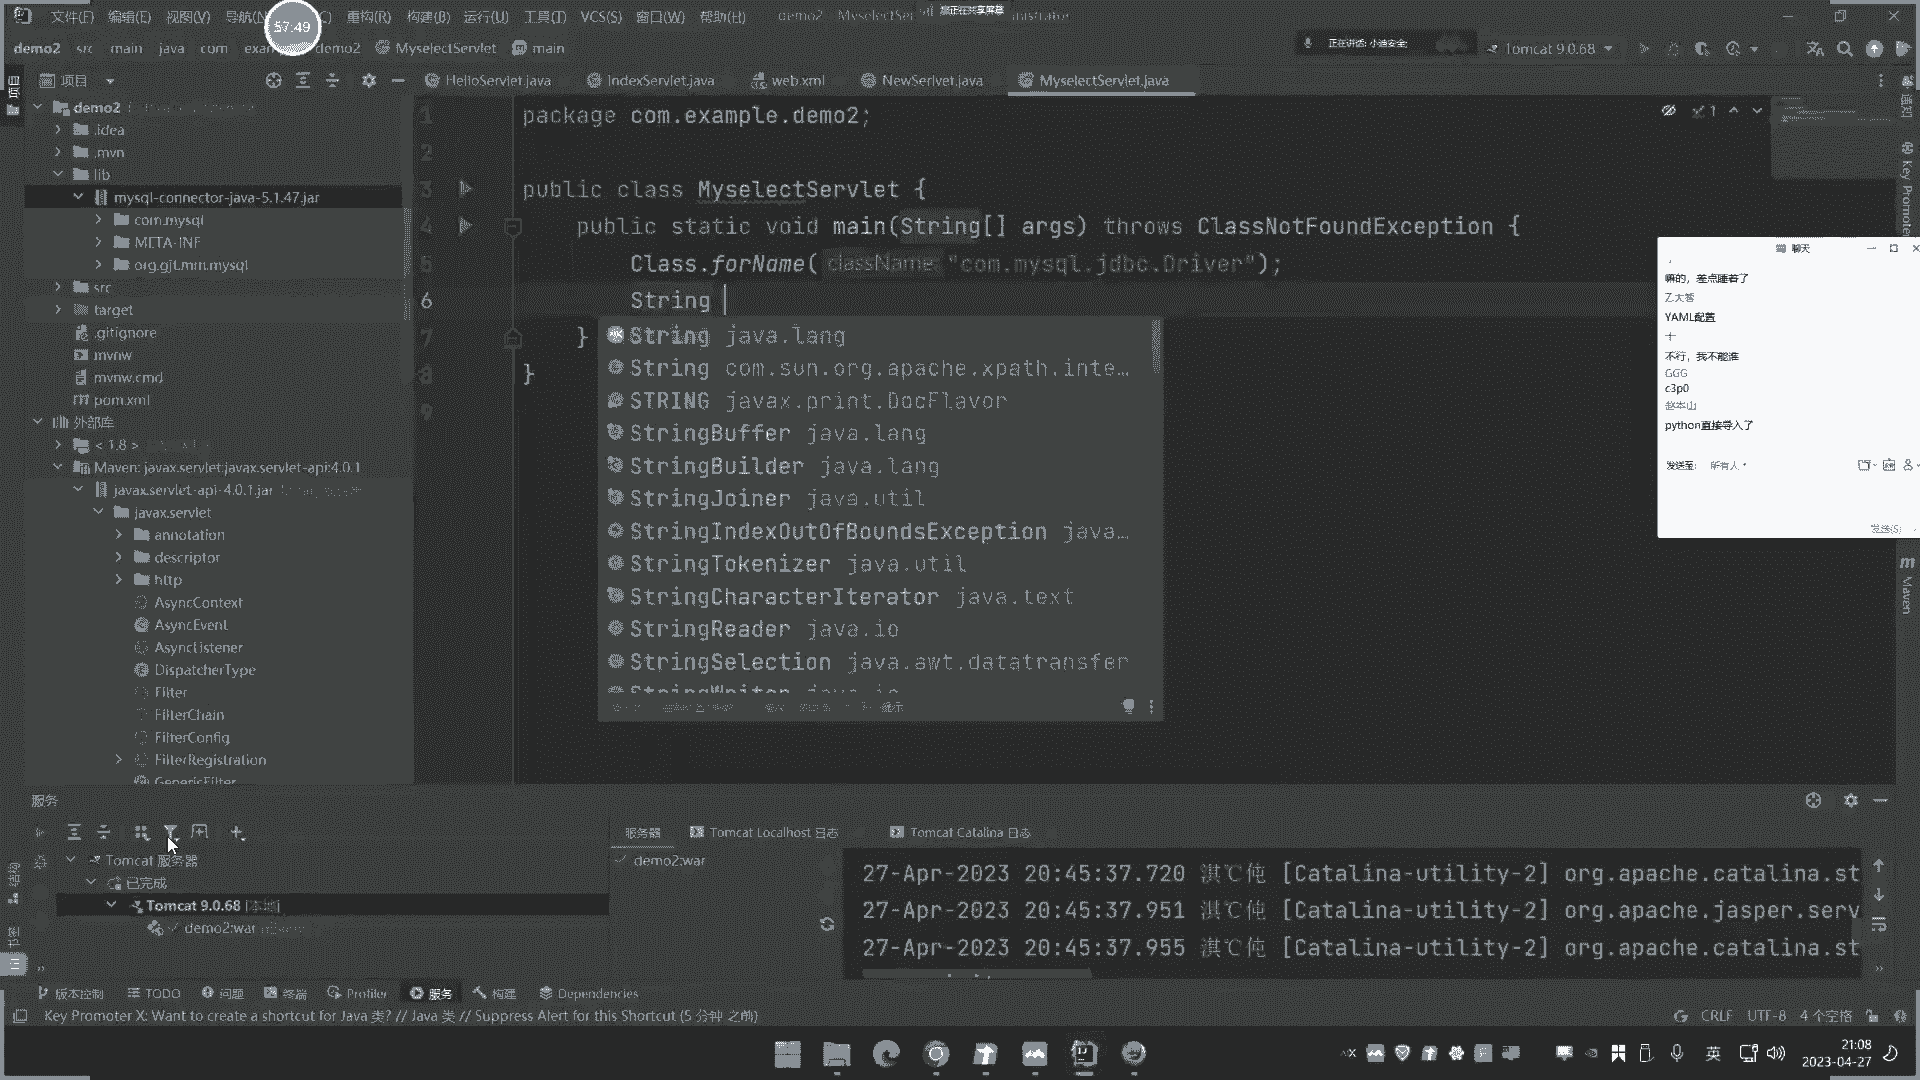 文件(F) 编辑(E) 视图(V) 重构(R) 构建(B) 运行(U) 工具(T) VCS(S) 窗口(W) 帮助(H)
57:49
demo2 src main java com demo2 MyselectServlet main
正在讲话: 小迪安全;
Tomcat 9.0.68
项目
HelloServlet.java
IndexServlet.java
web.xml
NewSerlvet.java
MyselectServlet.java
demo2
.idea
.mvn
lib
mysql-connector-java-5.1.47.jar
com.mysql
META-INF
org.gjt.mm.mysql
src
target
.gitignore
mvnw
mvnw.cmd
pom.xml
外部库
< 1.8 >
Maven: javax.servlet:javax.servlet-api:4.0.1
javax.servlet-api-4.0.1.jar
javax.servlet
annotation
descriptor
http
AsyncContext
AsyncEvent
AsyncListener
DispatcherType
Filter
FilterChain
FilterConfig
FilterRegistration
GenericFilter
1 package com.example.demo2;
2
3 public class MyselectServlet {
4 public static void main(String[] args) throws ClassNotFoundException {
5 Class.forName( className: "com.mysql.jdbc.Driver");
6 String
7 }
8 }
9
String java.lang
String com.sun.org.apache.xpath.inte…
STRING javax.print.DocFlavor
StringBuffer java.lang
StringBuilder java.lang
StringJoiner java.util
StringIndexOutOfBoundsException java…
StringTokenizer java.util
StringCharacterIterator java.text
StringReader java.io
StringSelection java.awt.datatransfer
StringWriter java.io
1
Key Promoter
Maven
聊天
嘛的，差点睡着了
乙大爷
YAML配置
十
不行，我不能准
GGG
c3p0
赵本山
python直接导入了
发送至: 所有人
发送(S)
服务
Tomcat 服务器
已完成
Tomcat 9.0.68 [本地]
demo2:war
服务器
Tomcat Localhost 日志
Tomcat Catalina 日志
demo2:war
27-Apr-2023 20:45:37.720 淇℃伅 [Catalina-utility-2] org.apache.catalina.st
27-Apr-2023 20:45:37.951 淇℃伅 [Catalina-utility-2] org.apache.jasper.serv
27-Apr-2023 20:45:37.955 淇℃伅 [Catalina-utility-2] org.apache.catalina.st
结构
书签
版本控制 TODO 问题 终端 Profiler 服务 构建 Dependencies
Key Promoter X: Want to create a shortcut for Java 类? // Java 类 // Suppress Alert for this Shortcut (5 分钟 之前)
CRLF UTF-8 4 个空格
英
21:08
2023-04-27